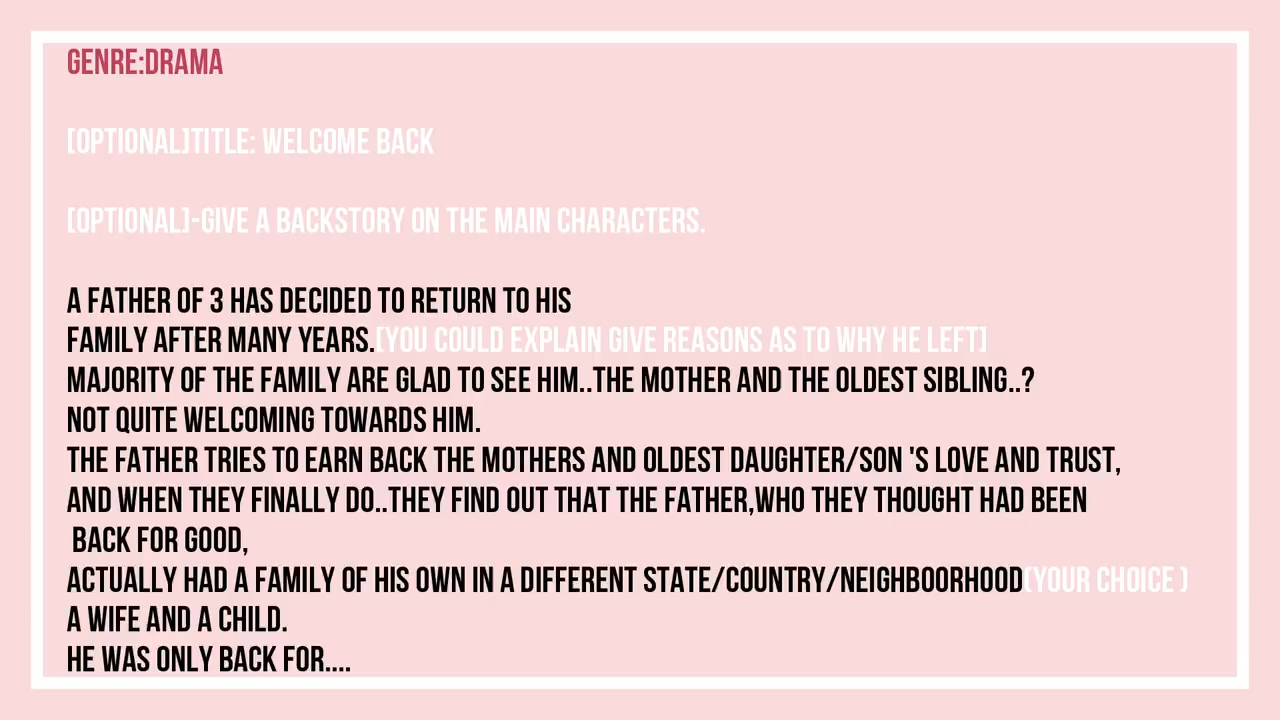 GENRE:DRAMA
[OPTIONAL]TITLE: WELCOME BACK
[OPTIONAL]-GIVE A BACKSTORY ON THE MAIN CHARACTERS.
A FATHER OF 3 HAS DECIDED TO RETURN TO HIS
FAMILY AFTER MANY YEARS.[YOU COULD EXPLAIN GIVE REASONS AS TO WHY HE LEFT]
MAJORITY OF THE FAMILY ARE GLAD TO SEE HIM..THE MOTHER AND THE OLDEST SIBLING..?
NOT QUITE WELCOMING TOWARDS HIM.
THE FATHER TRIES TO EARN BACK THE MOTHERS AND OLDEST DAUGHTER/SON 'S LOVE AND TRUST,
AND WHEN THEY FINALLY DO..THEY FIND OUT THAT THE FATHER,WHO THEY THOUGHT HAD BEEN
BACK FOR GOOD,
ACTUALLY HAD A FAMILY OF HIS OWN IN A DIFFERENT STATE/COUNTRY/NEIGHBOORHOOD(YOUR CHOICE )
A WIFE AND A CHILD.
HE WAS ONLY BACK FOR....